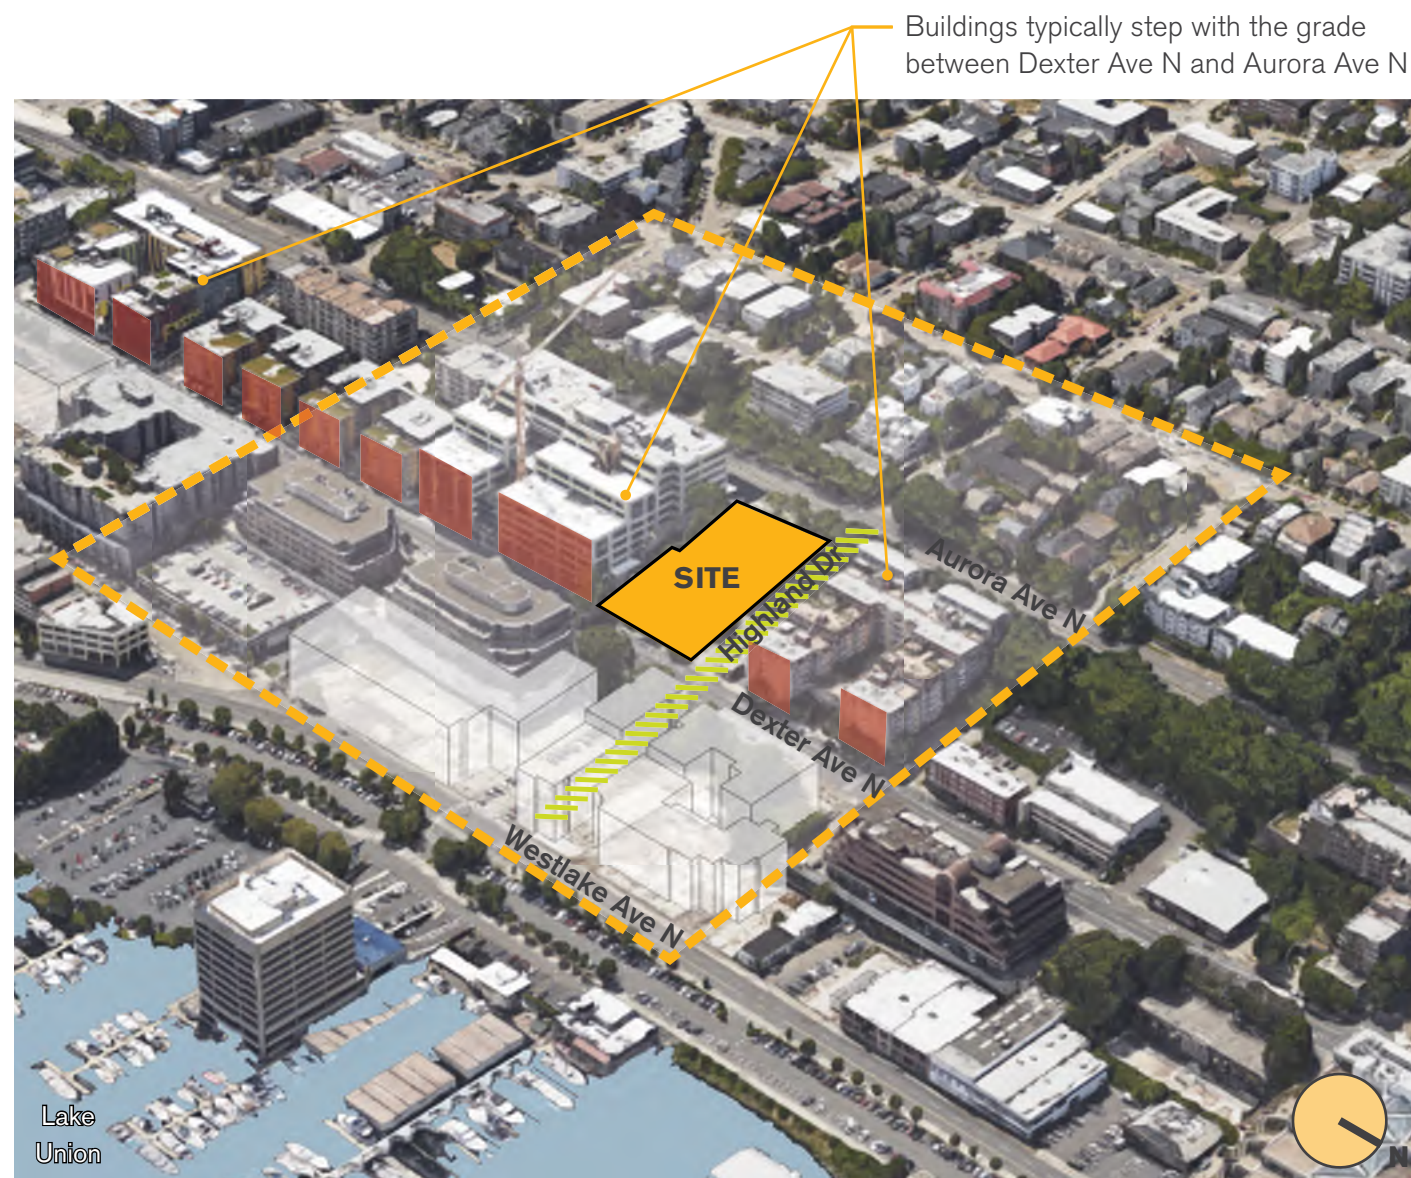 Buildings typically step with the grade
between Dexter Ave N and Aurora Ave N
SITE
Highland Dr
Aurora Ave N
Dexter Ave N
Westlake Ave N
Lake
Union
N